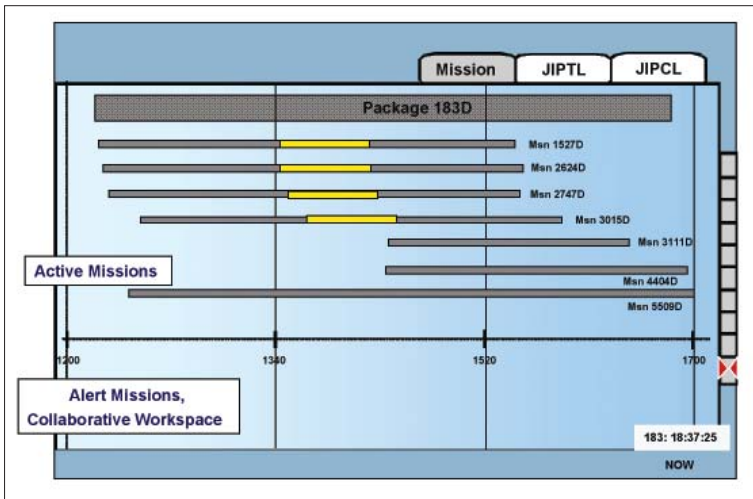 Mission
JIPTL
JIPCL
Package 183D
Msn 1527D
Msn 2624D
Msn 2747D
Msn 3015D
Msn 3111D
Active Missions
Msn 4404D
Msn 5509D
1200
1340
1520
1700
Alert Missions,
Collaborative Workspace
183: 18:37:25
NOW